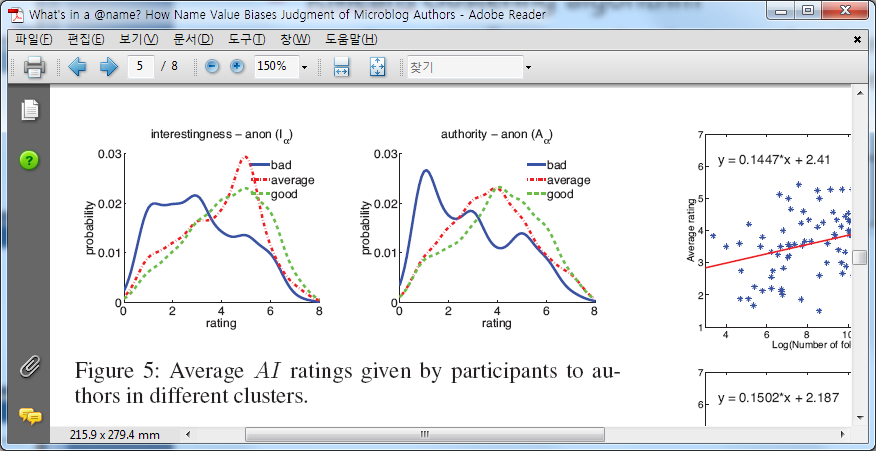 What's in a @name? How Name Value Biases Judgment of Microblog Authors - Adobe Reader
파일(F) 편집(E) 보기(V) 문서(D) 도구(T) 창(W) 도움말(H)
5 / 8 150% 찾기
interestingness − anon (Iα)
0.03
0.02
0.01
0
probability
bad
average
good
0 2 4 6 8
rating
authority − anon (Aα)
0.03
0.02
0.01
0
probability
bad
average
good
0 2 4 6 8
rating
7
6
5
4
3
2
1
Average rating
y = 0.1447*x + 2.41
4 6 8 10
Log(Number of fol
Figure 5: Average AI ratings given by participants to au-
thors in different clusters.
7
6
y = 0.1502*x + 2.187
215.9 x 279.4 mm